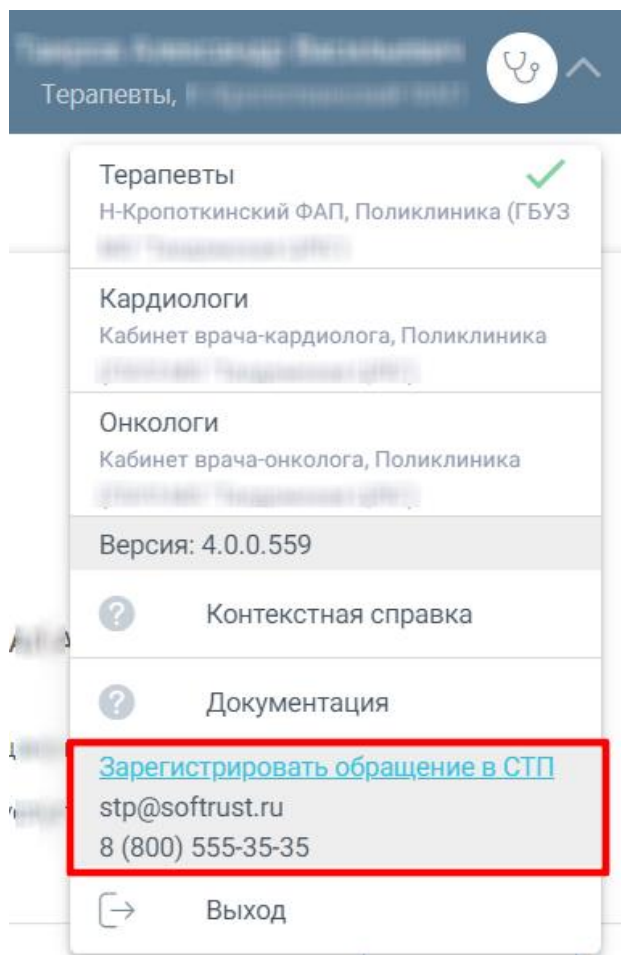 Терапевты,
Терапевты
Н-Кропоткинский ФАП, Поликлиника (ГБУЗ
Кардиологи
Кабинет врача-кардиолога, Поликлиника
Онкологи
Кабинет врача-онколога, Поликлиника
Версия: 4.0.0.559
Контекстная справка
Документация
Зарегистрировать обращение в СТП
stp@softrust.ru
8 (800) 555-35-35
Выход